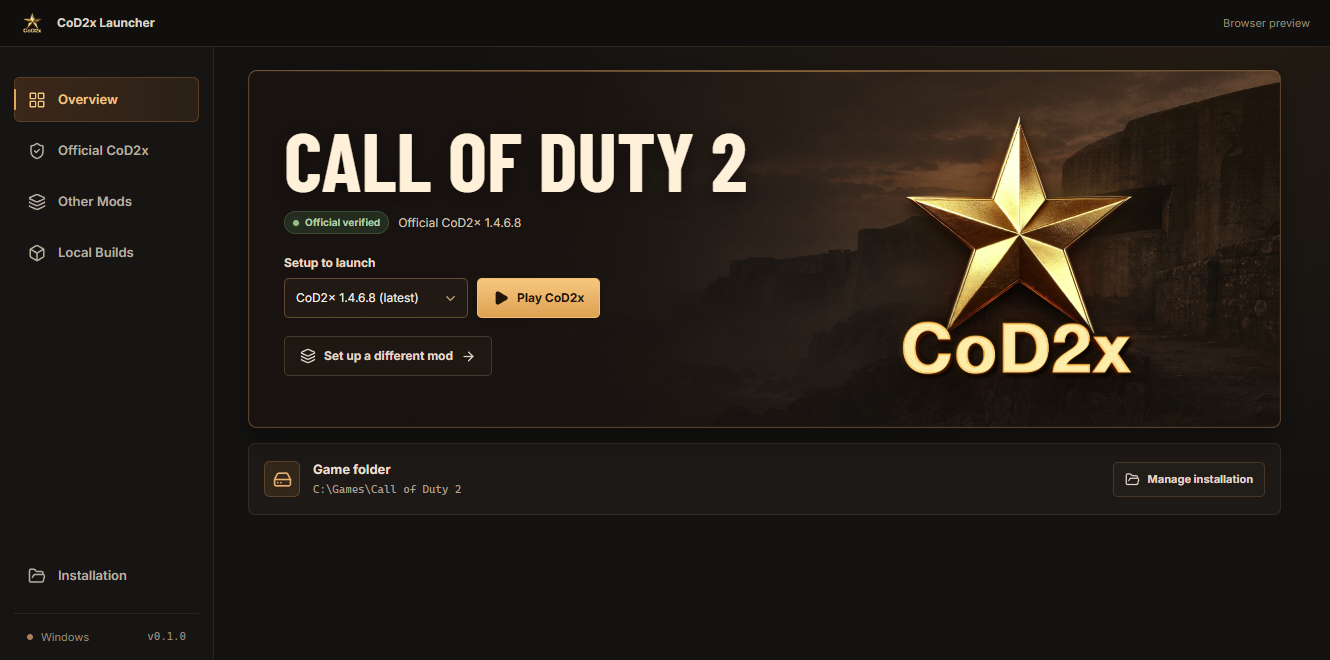 CoD2x
CoD2x Launcher
Browser preview
Overview
Official CoD2x
Other Mods
Local Builds
CALL OF DUTY 2
Official verified
Official CoD2× 1.4.6.8
Setup to launch
CoD2× 1.4.6.8 (latest)
Play CoD2x
Set up a different mod
CoD2x
Game folder
C:\Games\Call of Duty 2
Manage installation
Installation
Windows
v0.1.0